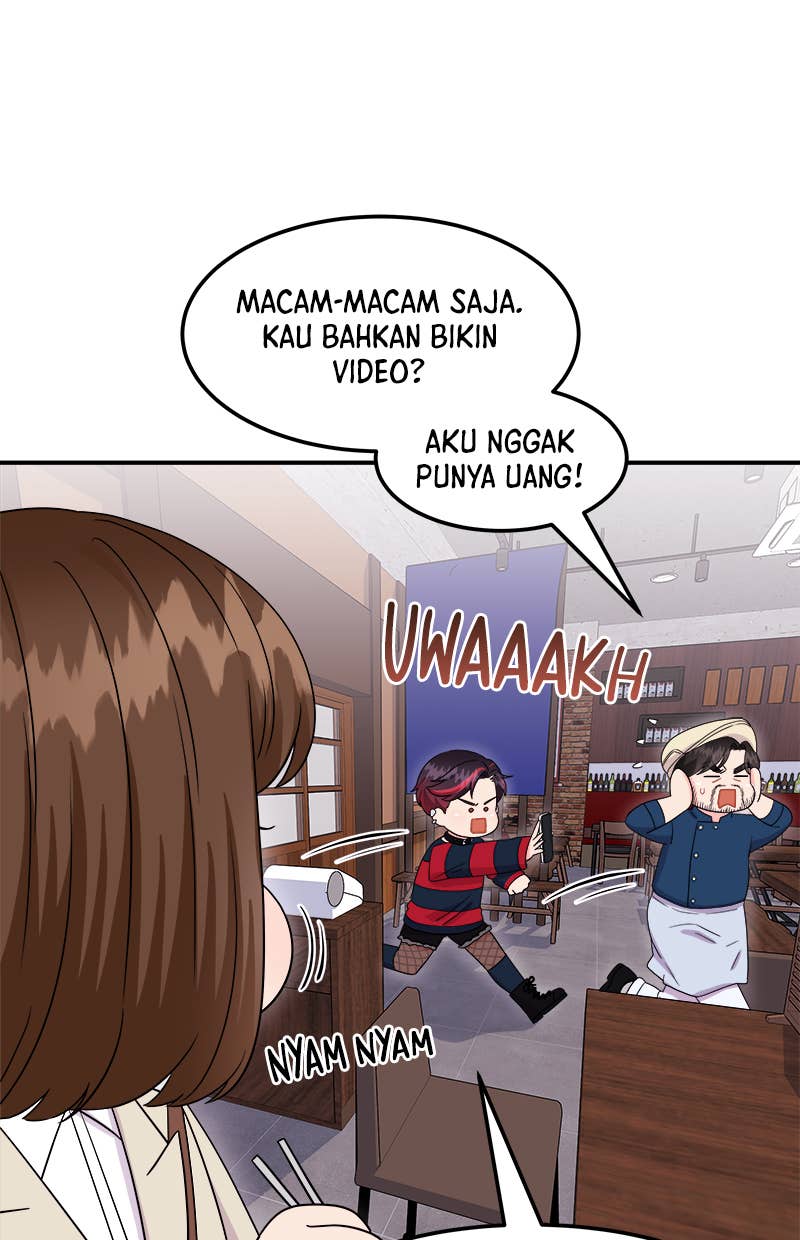 MACAM-MACAM SAJA.
KAU BAHKAN BIKIN
VIDEO?
AKU NGGAK
PUNYA UANG!
UWAAAKH
NYAM NYAM